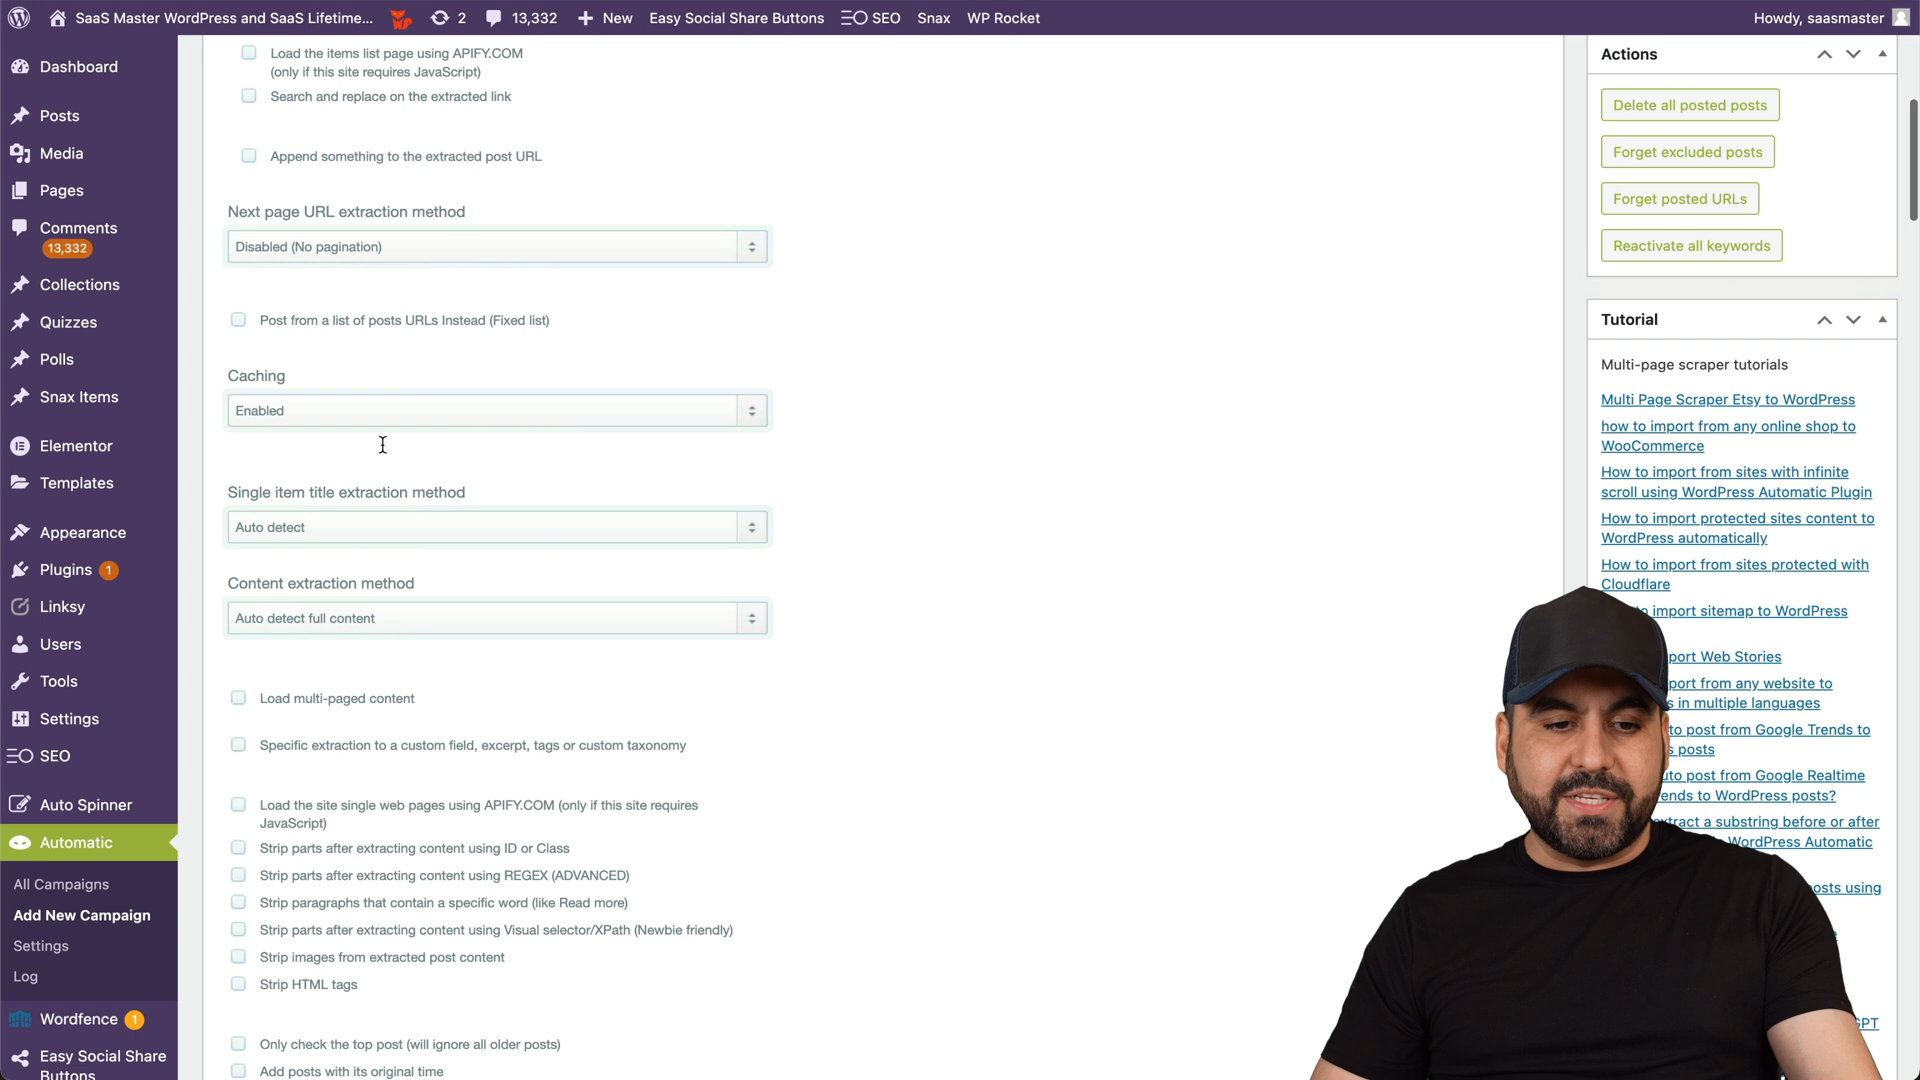 SaaS Master WordPress and SaaS Lifetime... 2 13,332 New Easy Social Share Buttons SEO Snax WP Rocket Howdy, saasmaster
Dashboard
Posts
Media
Pages
Comments
13,332
Collections
Quizzes
Polls
Snax Items
Elementor
Templates
Appearance
Plugins 1
Linksy
Users
Tools
Settings
SEO
Auto Spinner
Automatic
All Campaigns
Add New Campaign
Settings
Log
Wordfence 1
Easy Social Share
Buttons
Load the items list page using APIFY.COM
(only if this site requires JavaScript)
Search and replace on the extracted link
Append something to the extracted post URL
Next page URL extraction method
Disabled (No pagination)
Post from a list of posts URLs Instead (Fixed list)
Caching
Enabled
Single item title extraction method
Auto detect
Content extraction method
Auto detect full content
Load multi-paged content
Specific extraction to a custom field, excerpt, tags or custom taxonomy
Load the site single web pages using APIFY.COM (only if this site requires
JavaScript)
Strip parts after extracting content using ID or Class
Strip parts after extracting content using REGEX (ADVANCED)
Strip paragraphs that contain a specific word (like Read more)
Strip parts after extracting content using Visual selector/XPath (Newbie friendly)
Strip images from extracted post content
Strip HTML tags
Only check the top post (will ignore all older posts)
Add posts with its original time
Actions
Delete all posted posts
Forget excluded posts
Forget posted URLs
Reactivate all keywords
Tutorial
Multi-page scraper tutorials
Multi Page Scraper Etsy to WordPress
how to import from any online shop to
WooCommerce
How to import from sites with infinite
scroll using WordPress Automatic Plugin
How to import protected sites content to
WordPress automatically
How to import from sites protected with
Cloudflare
import sitemap to WordPress
Web Stories
from any website to
in multiple languages
to post from Google Trends to
posts
post from Google Realtime
to WordPress posts?
a substring before or after
WordPress Automatic
using